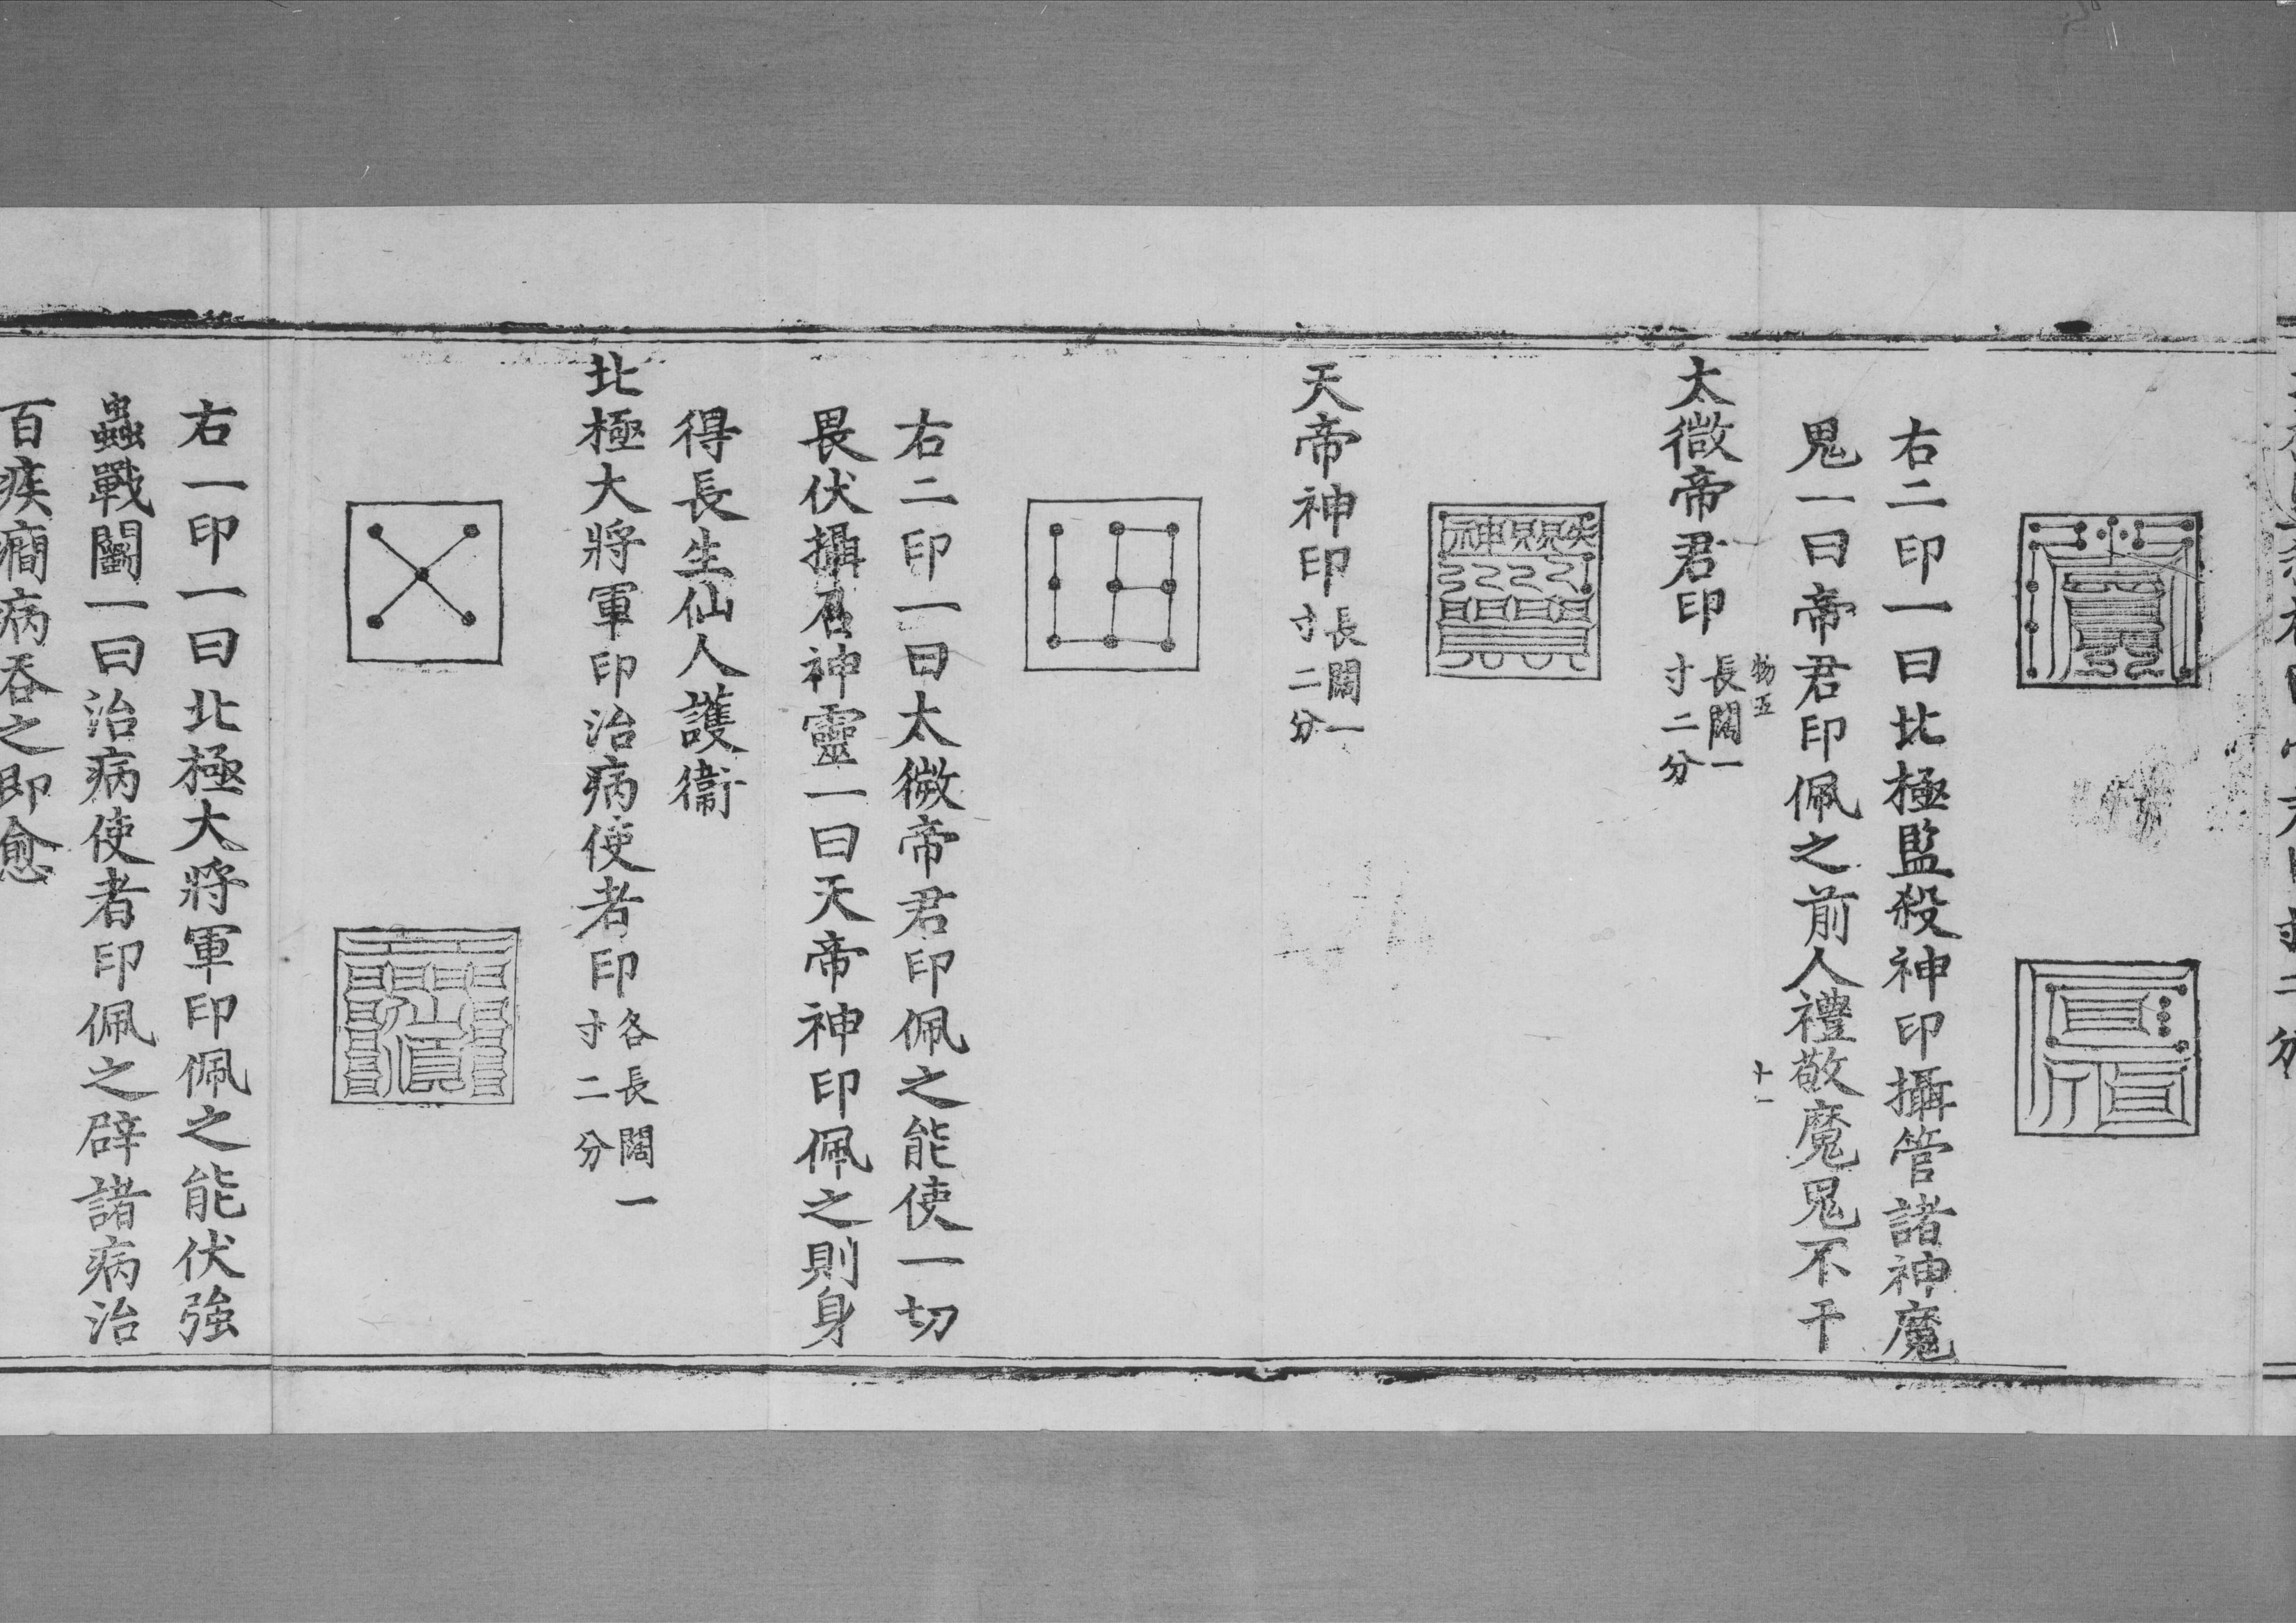 右二印一曰北極監殺神印攝管諸神魔
鬼一曰帝君印佩之前人禮敬魔鬼不干
物五
十一
太微帝君印長闊一
寸二分
天帝神印長闊一
寸二分
右二印一曰太微帝君印佩之能使一切
畏伏攝召神靈一曰天帝神印佩之則身
得長生仙人護衞
北極大將軍印治病使者印各長闊一
寸二分
右一印一曰北極大將軍印佩之能伏強
蟲戰鬭一曰治病使者印佩之辟諸病治
百疾癎病吞之即愈